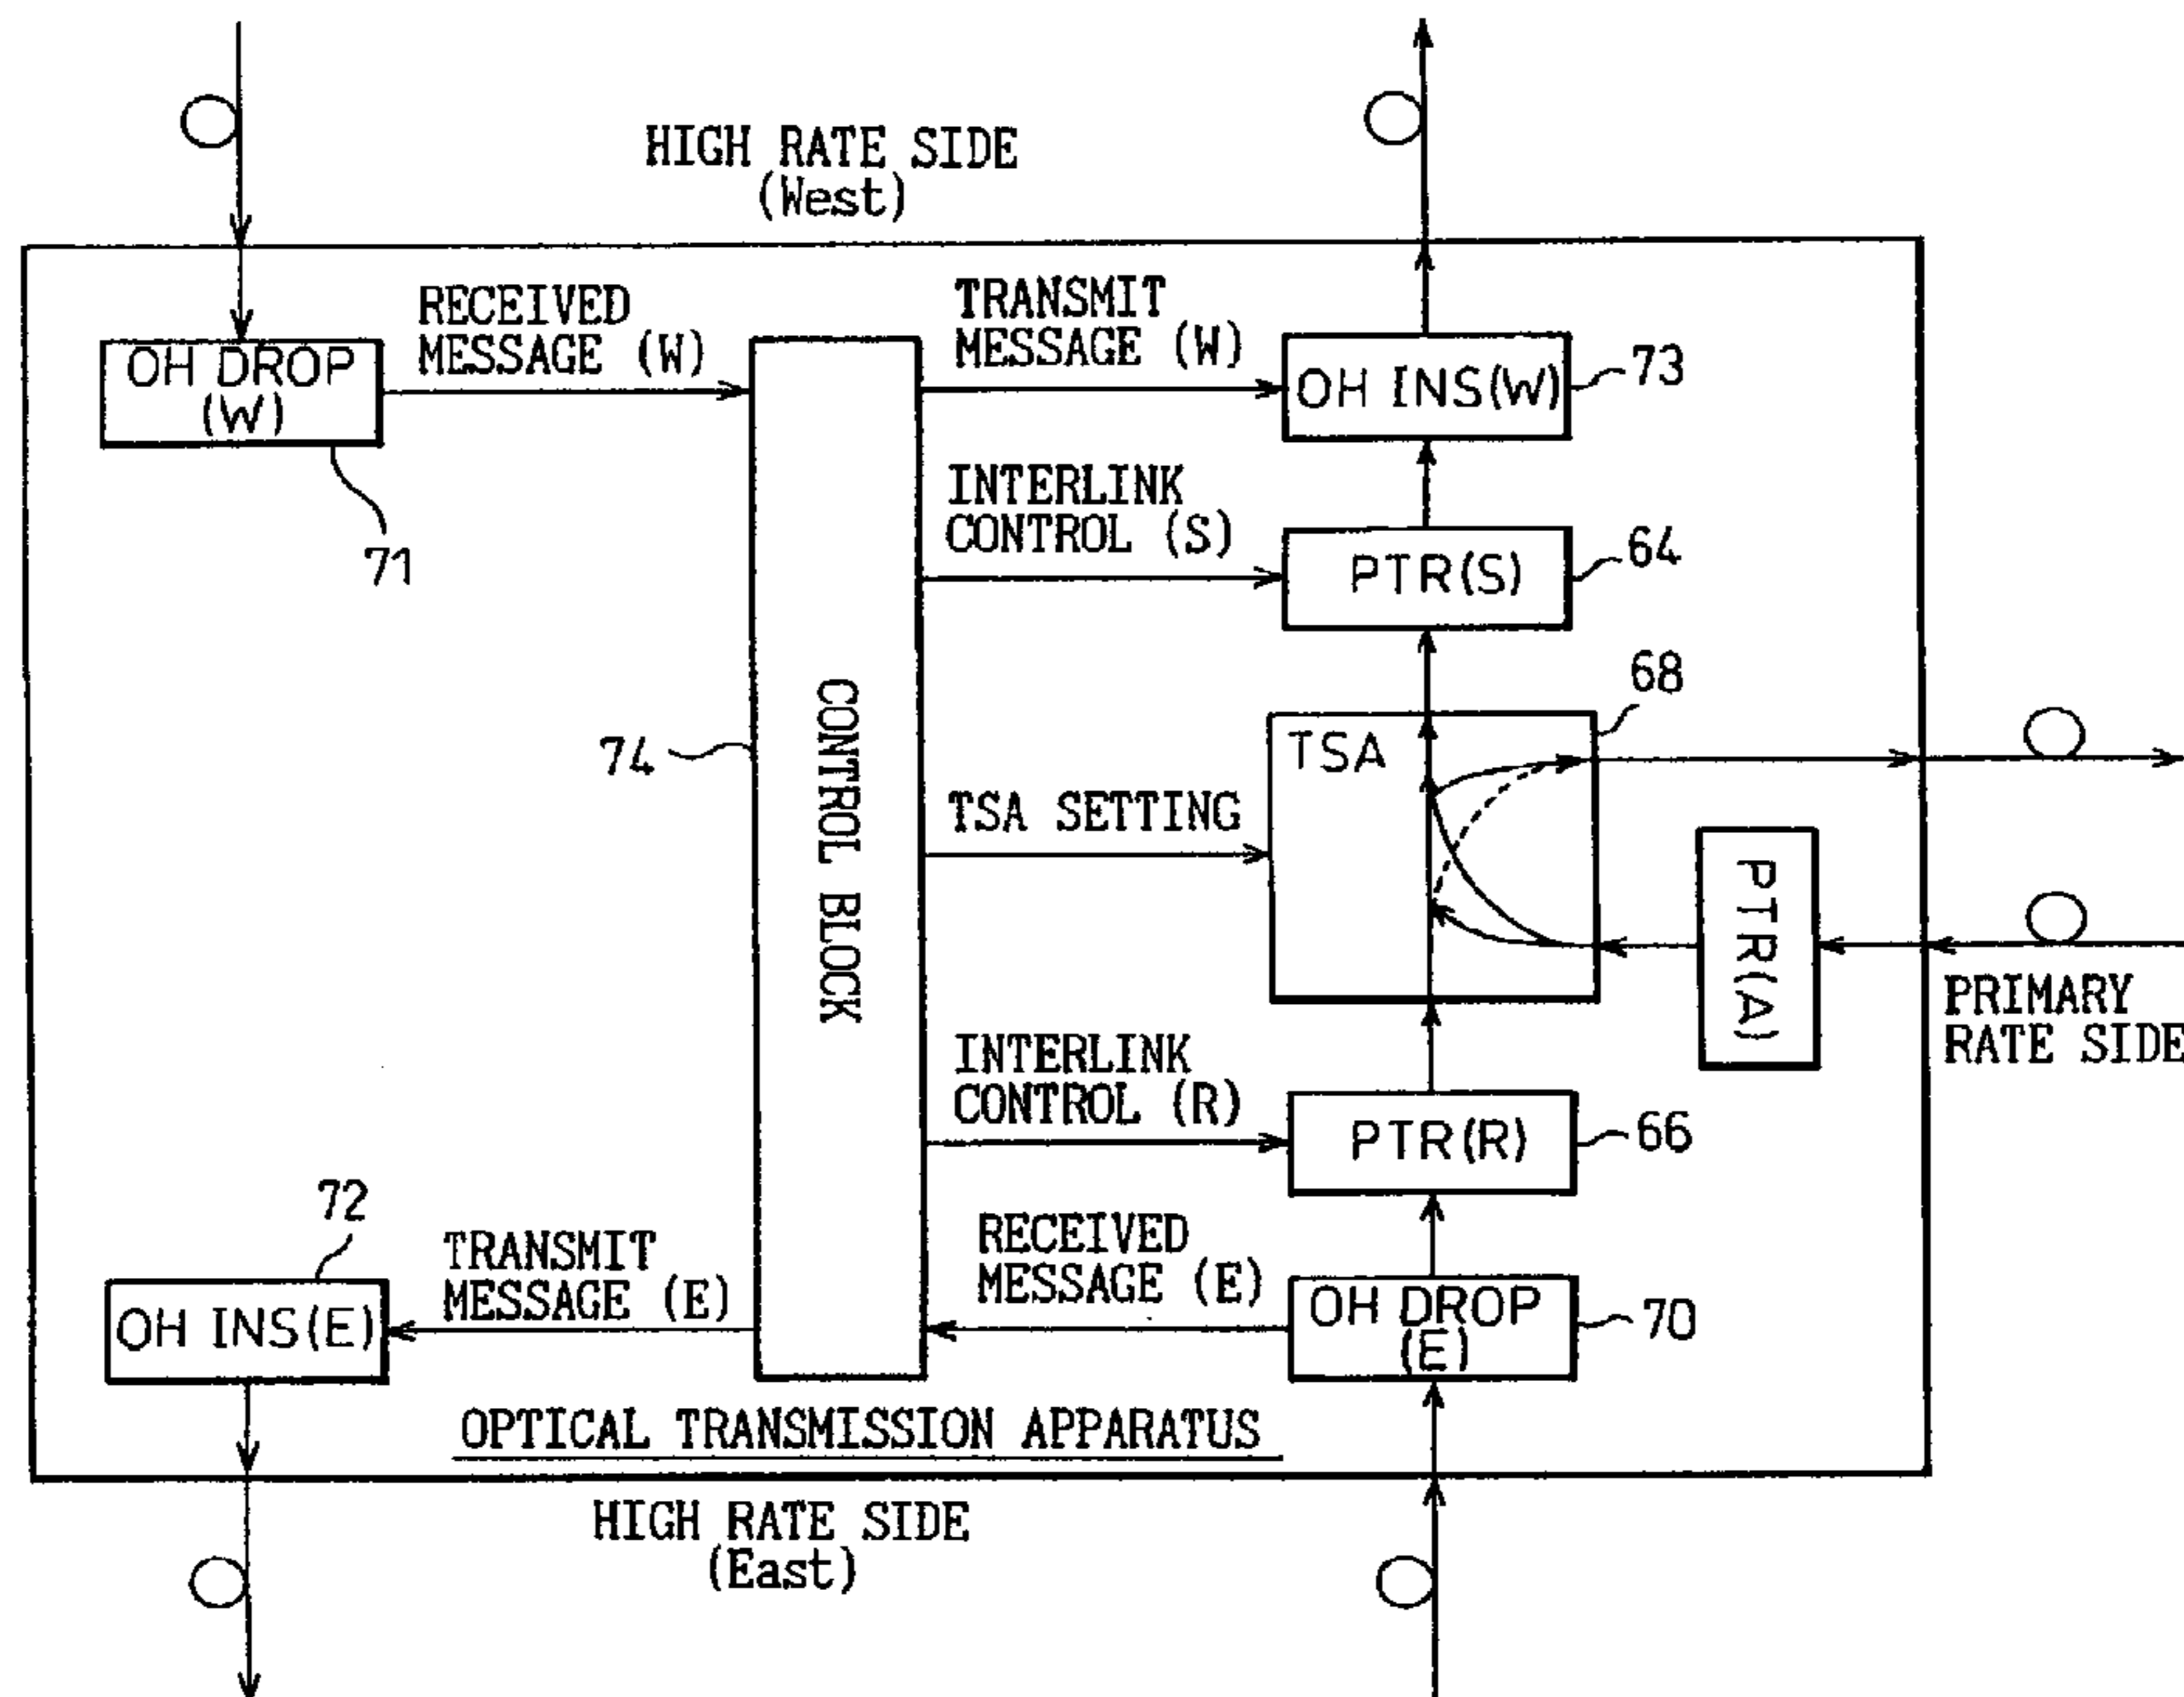 HIGH RATE SIDE
(West)
RECEIVED
MESSAGE (W)
TRANSMIT
MESSAGE (W)
OH DROP
(W)
71
OH INS(W)
73
INTERLINK
CONTROL (S)
PTR(S)
64
68
TSA
74
CONTROL BLOCK
TSA SETTING
PTR(A)
PRIMARY
RATE SIDE
INTERLINK
CONTROL (R)
PTR(R)
66
72
TRANSMIT
MESSAGE (E)
RECEIVED
MESSAGE (E)
OH INS(E)
OH DROP
(E)
70
OPTICAL TRANSMISSION APPARATUS
HIGH RATE SIDE
(East)